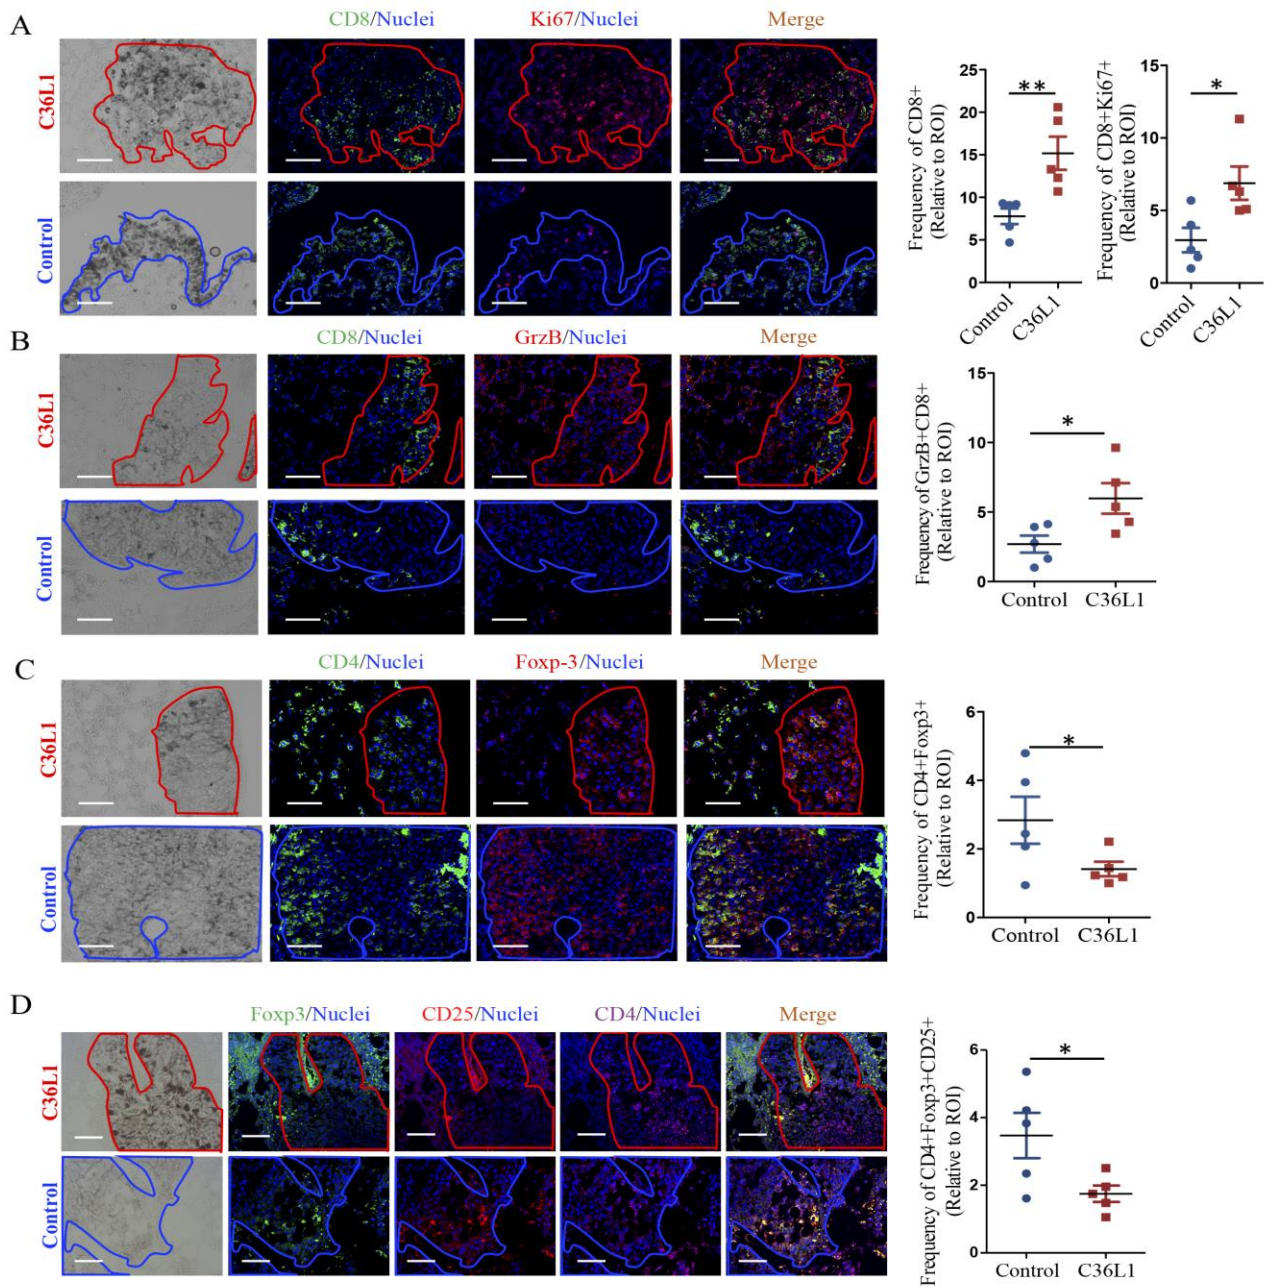 A
CD8/Nuclei
Ki67/Nuclei
Merge
C36L1
Control
Frequency of CD8+
(Relative to ROI)
25
20
15
10
5
0
**
Control
C36L1
Frequency of CD8+Ki67+
(Relative to ROI)
15
10
5
0
*
Control
C36L1
B
CD8/Nuclei
GrzB/Nuclei
Merge
C36L1
Control
Frequency of GrzB+CD8+
(Relative to ROI)
15
10
5
0
*
Control
C36L1
C
CD4/Nuclei
Foxp-3/Nuclei
Merge
C36L1
Control
Frequency of CD4+Foxp3+
(Relative to ROI)
6
4
2
0
*
Control
C36L1
D
Foxp3/Nuclei
CD25/Nuclei
CD4/Nuclei
Merge
C36L1
Control
Frequency of CD4+Foxp3+CD25+
(Relative to ROI)
6
4
2
0
*
Control
C36L1